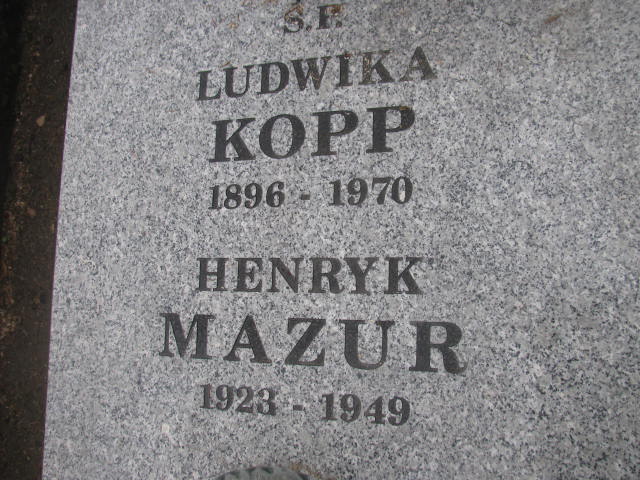 Ś.P.
LUDWIKA
KOPP
1896 - 1970
HENRYK
MAZUR
1923 - 1949